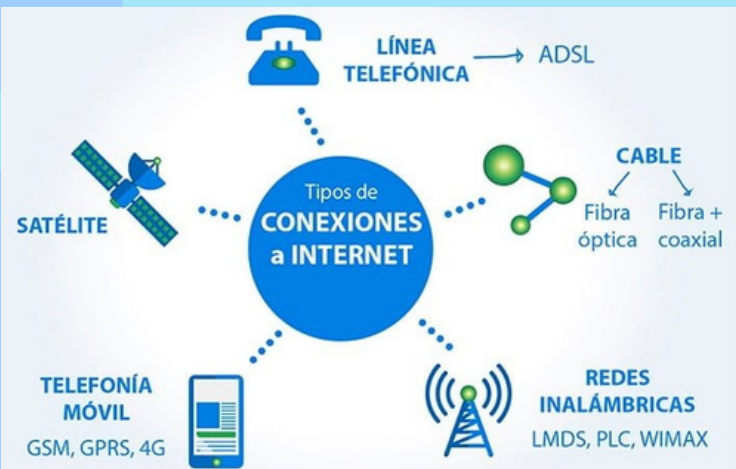 Tipos de
CONEXIONES
a INTERNET
LÍNEA
TELEFÓNICA
ADSL
CABLE
Fibra
óptica
Fibra +
coaxial
REDES
INALÁMBRICAS
LMDS, PLC, WIMAX
TELEFONÍA
MÓVIL
GSM, GPRS, 4G
SATÉLITE